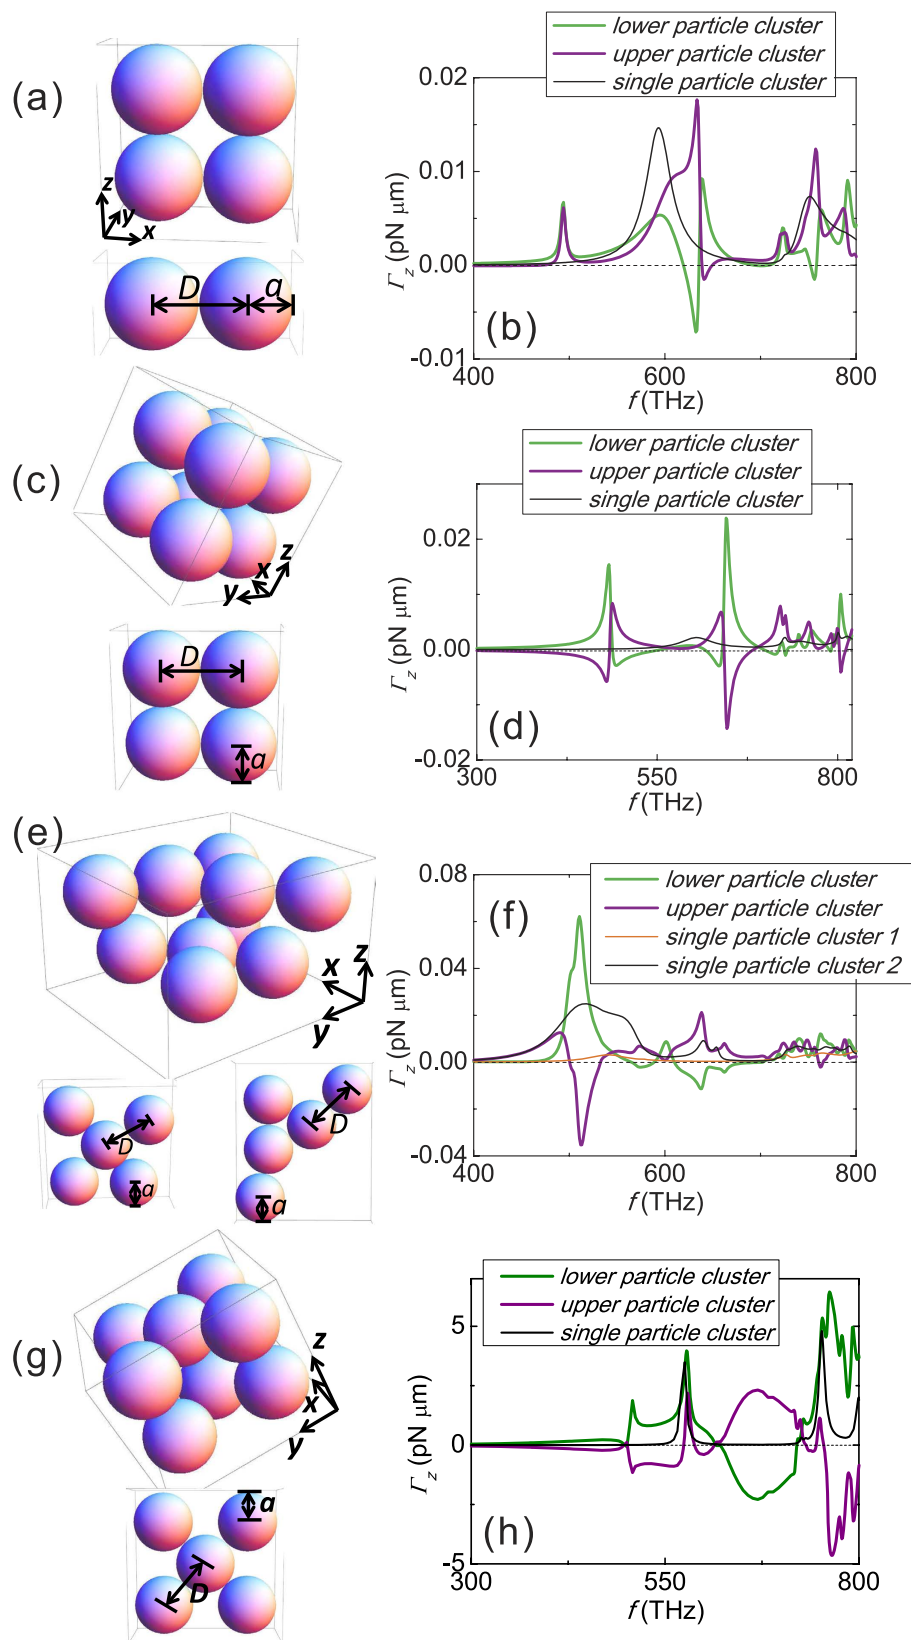 (a)
z
y
x
D
a
lower particle cluster
upper particle cluster
single particle cluster
0.02
0.01
0.00
-0.01
Γz (pN μm)
(b)
400
600
800
f (THz)
(c)
z
x
y
D
a
lower particle cluster
upper particle cluster
single particle cluster
0.02
0.00
-0.02
Γz (pN μm)
(d)
300
550
800
f (THz)
(e)
z
x
y
D
a
D
a
lower particle cluster
upper particle cluster
single particle cluster 1
single particle cluster 2
0.08
0.04
0.00
-0.04
Γz (pN μm)
(f)
400
600
800
f (THz)
(g)
z
x
y
a
D
lower particle cluster
upper particle cluster
single particle cluster
5
0
-5
Γz (pN μm)
(h)
300
550
800
f (THz)